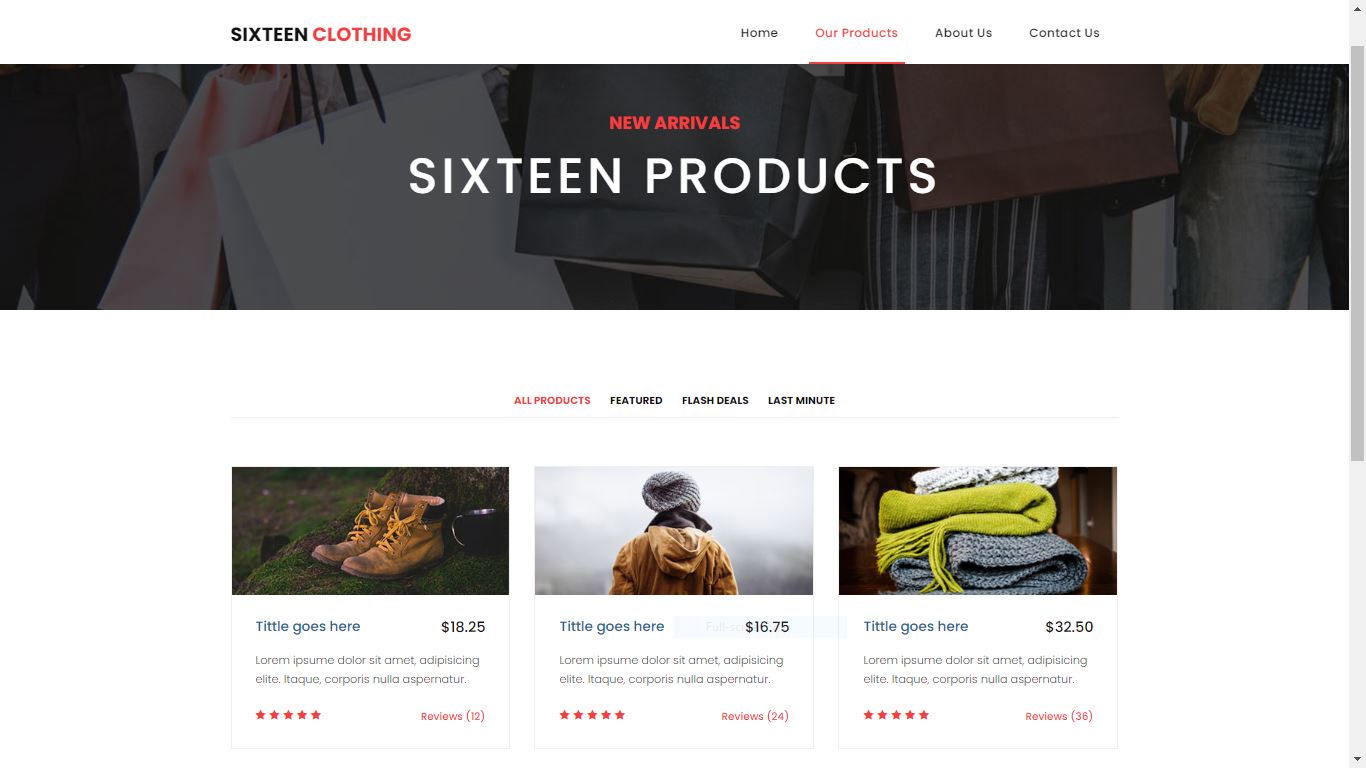 SIXTEEN CLOTHING
Home Our Products About Us Contact Us
NEW ARRIVALS
SIXTEEN PRODUCTS
ALL PRODUCTS FEATURED FLASH DEALS LAST MINUTE
Tittle goes here $18.25
Lorem ipsume dolor sit amet, adipisicing
elite. Itaque, corporis nulla aspernatur.
Reviews (12)
Tittle goes here $16.75
Lorem ipsume dolor sit amet, adipisicing
elite. Itaque, corporis nulla aspernatur.
Reviews (24)
Tittle goes here $32.50
Lorem ipsume dolor sit amet, adipisicing
elite. Itaque, corporis nulla aspernatur.
Reviews (36)